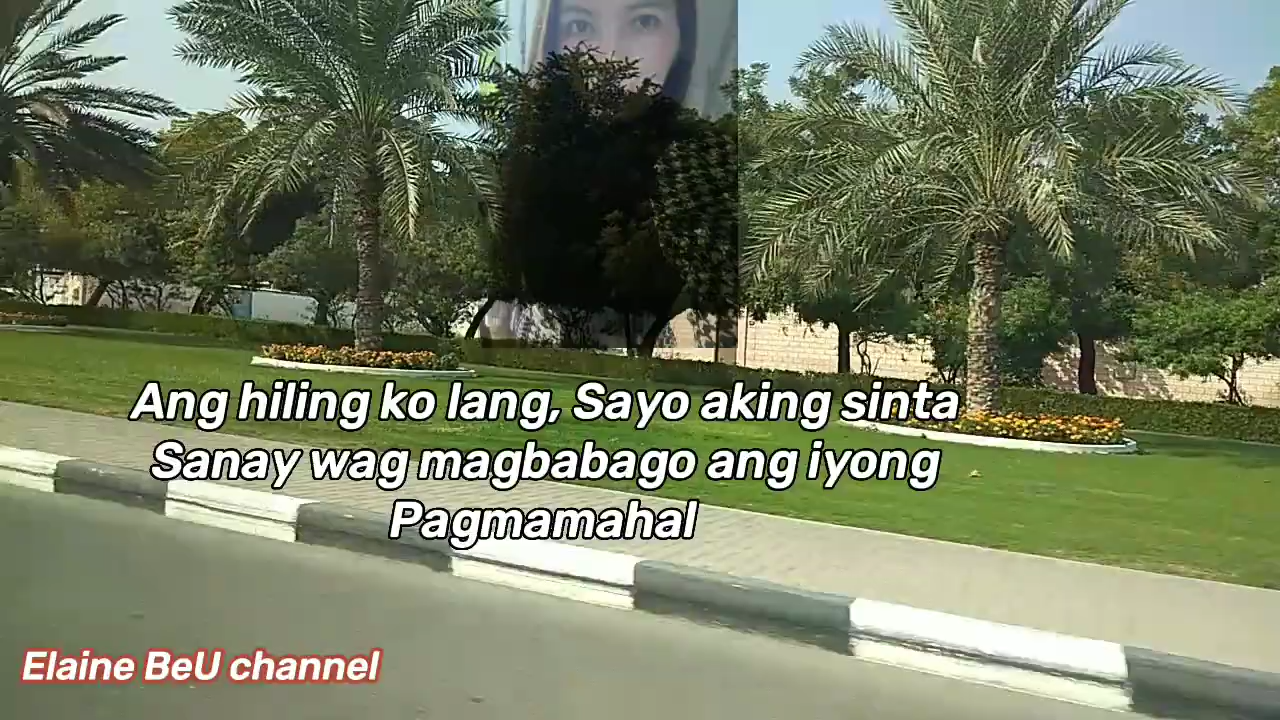 Ang hiling ko lang, Sayo aking sinta
Sanay wag magbabago ang iyong
Pagmamahal
Elaine BeU channel